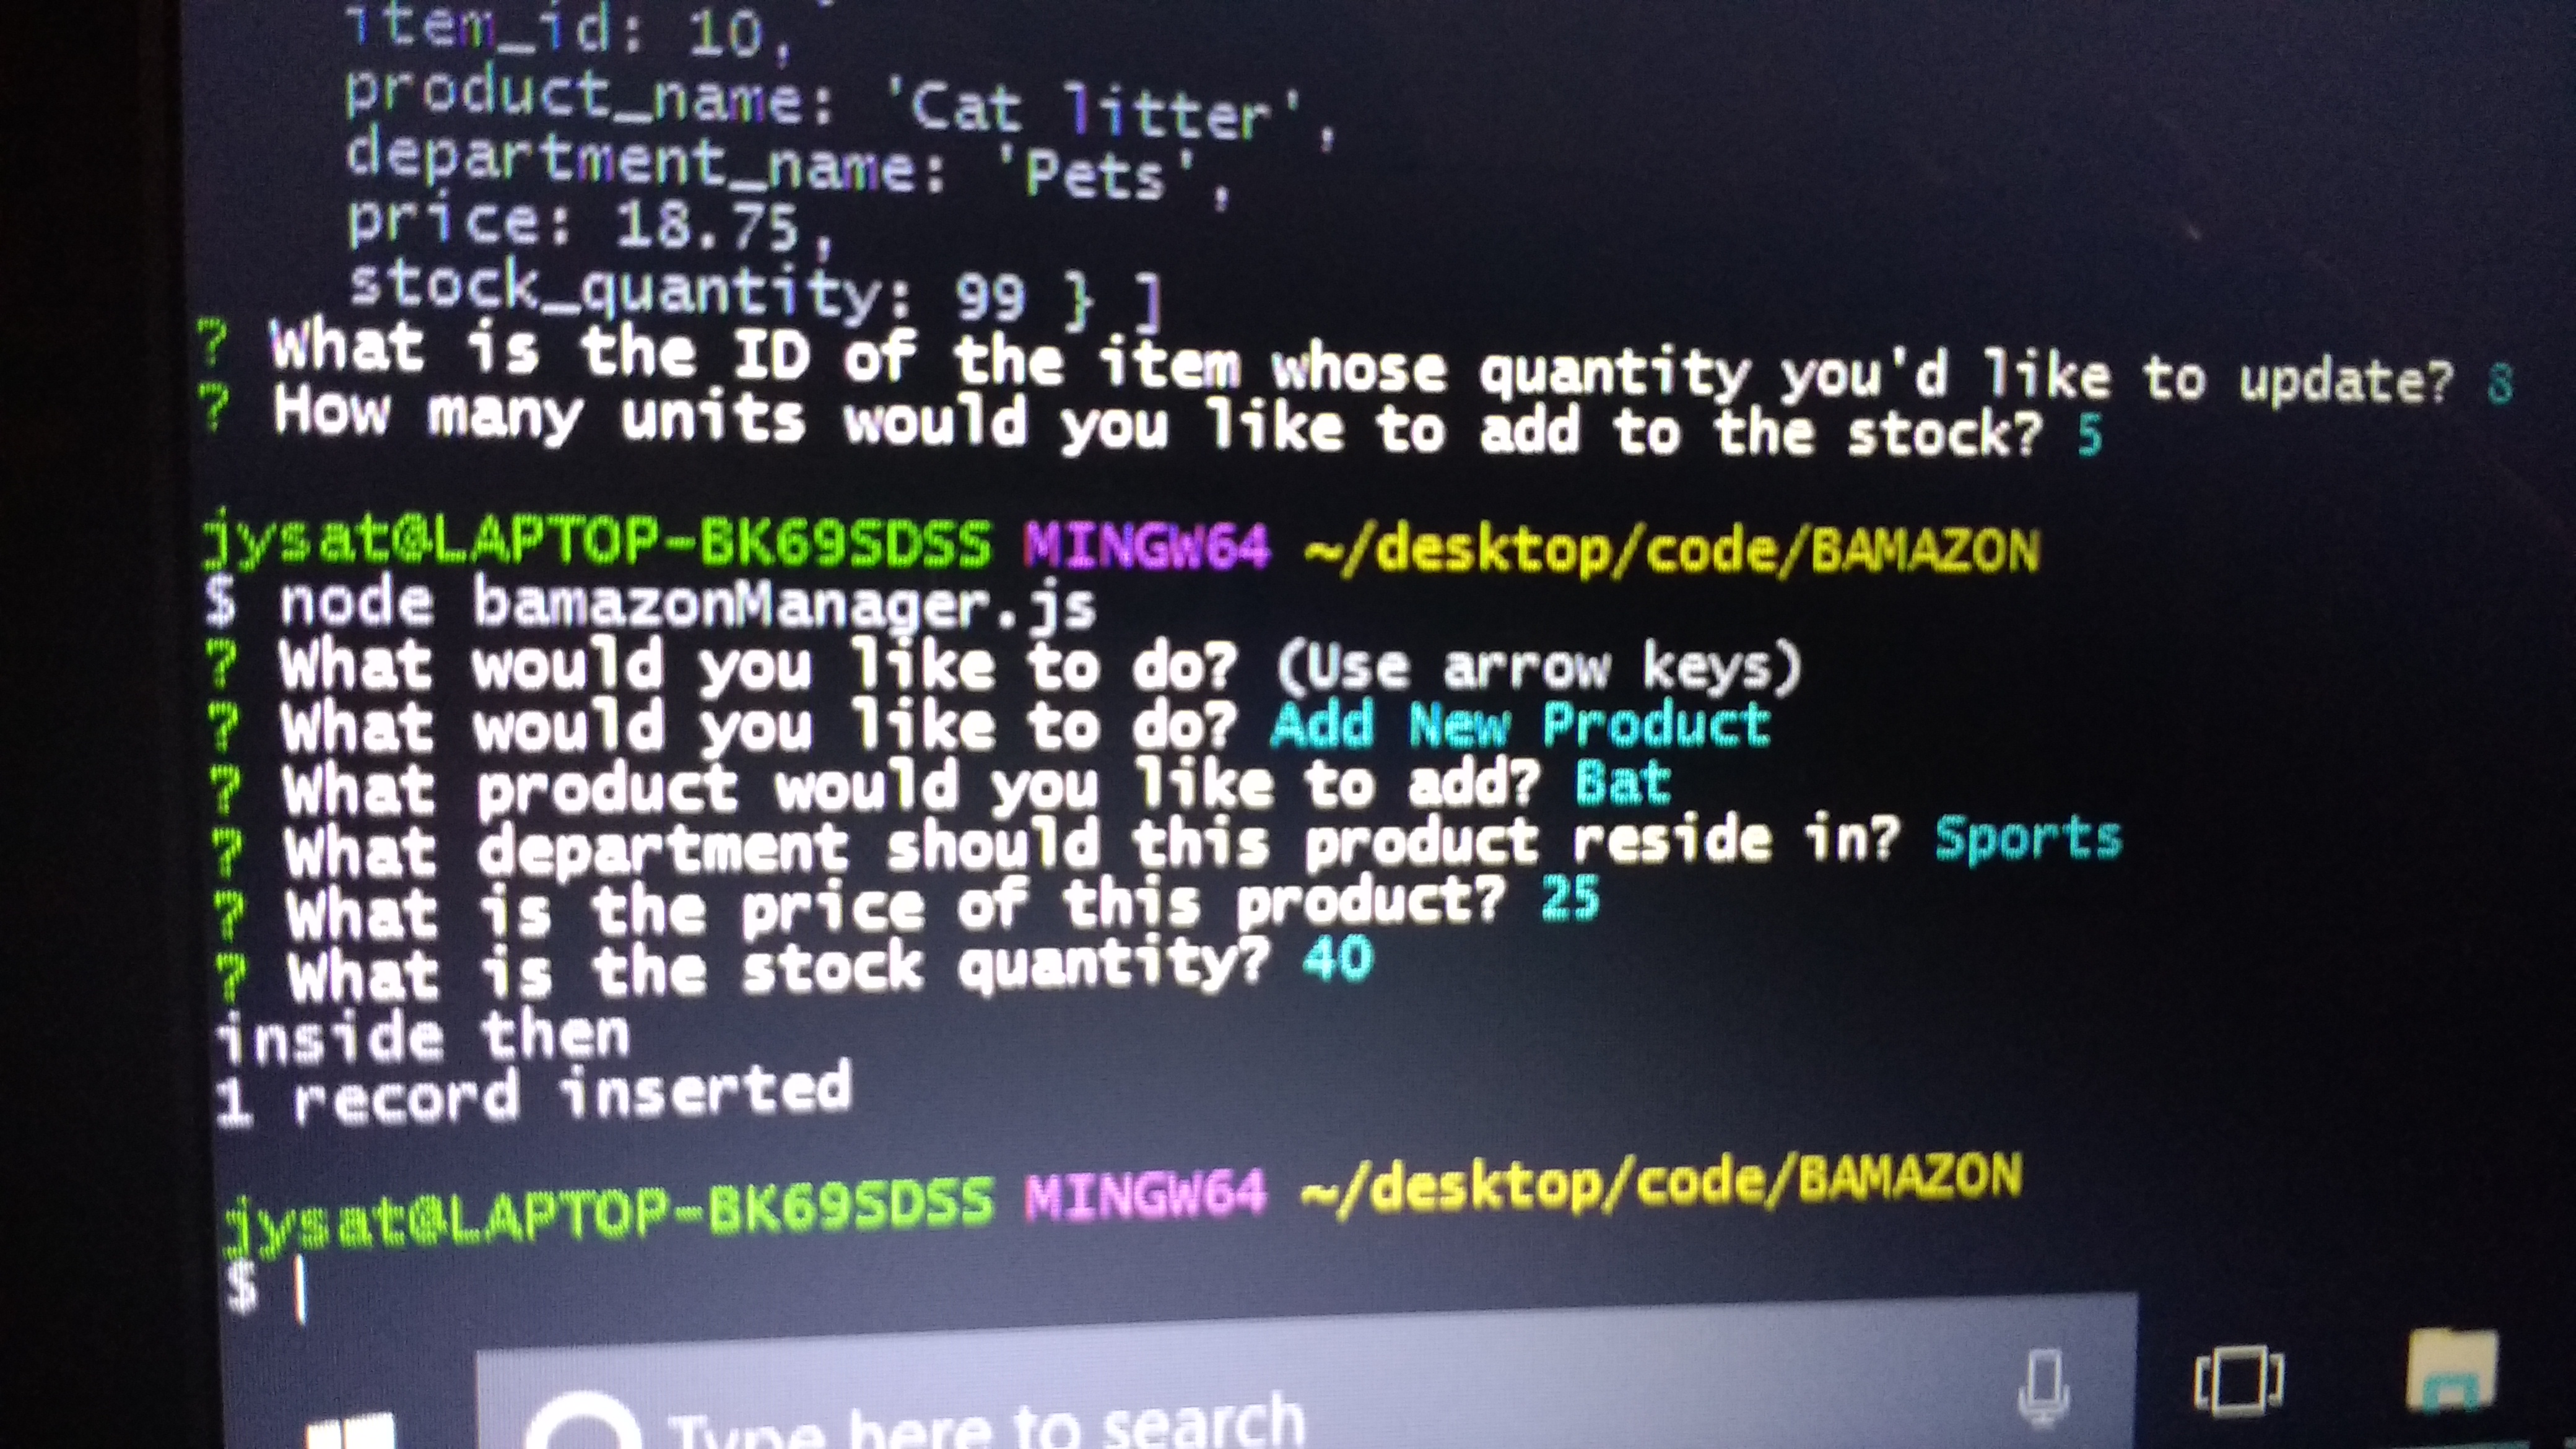 item_id: 10,
product_name: 'Cat litter',
department_name: 'Pets',
price: 18.75,
stock_quantity: 99 } ]
? What is the ID of the item whose quantity you'd like to update? 8
? How many units would you like to add to the stock? 5
jysat@LAPTOP-BK69SDSS MINGW64 ~/desktop/code/BAMAZON
$ node bamazonManager.js
? What would you like to do? (Use arrow keys)
? What would you like to do? Add New Product
? What product would you like to add? Bat
? What department should this product reside in? Sports
? What is the price of this product? 25
? What is the stock quantity? 40
inside then
1 record inserted
jysat@LAPTOP-BK69SDSS MINGW64 ~/desktop/code/BAMAZON
$
Type here to search